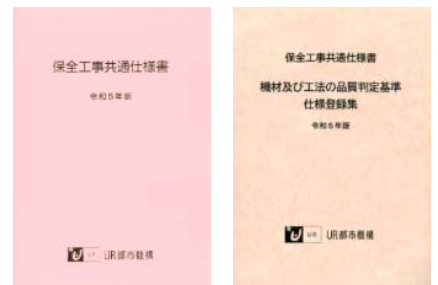 保全工事共通仕様書
令和5年版
UR
UR都市機構
保全工事共通仕様書
機材及び工法の品質判定基準
仕様登録集
令和5年版
UR
UR都市機構